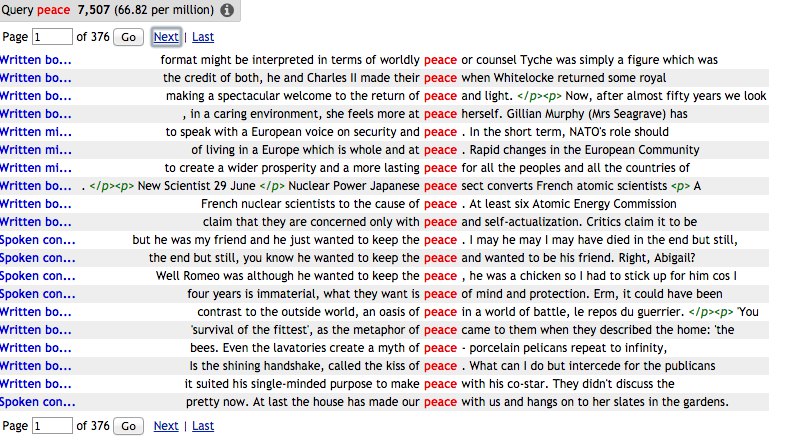 Query peace 7,507 (66.82 per million) i
Page 1 of 376 Go Next | Last
Written bo... format might be interpreted in terms of worldly peace or counsel Tyche was simply a figure which was
Written bo... the credit of both, he and Charles II made their peace when Whitelocke returned some royal
Written bo... making a spectacular welcome to the return of peace and light. </p><p> Now, after almost fifty years we look
Written bo... , in a caring environment, she feels more at peace herself. Gillian Murphy (Mrs Seagrave) has
Written mi... to speak with a European voice on security and peace . In the short term, NATO's role should
Written mi... of living in a Europe which is whole and at peace . Rapid changes in the European Community
Written mi... to create a wider prosperity and a more lasting peace for all the peoples and all the countries of
Written bo... . </p><p> New Scientist 29 June </p> Nuclear Power Japanese peace sect converts French atomic scientists <p> A
Written bo... French nuclear scientists to the cause of peace . At least six Atomic Energy Commission
Written bo... claim that they are concerned only with peace and self-actualization. Critics claim it to be
Spoken con... but he was my friend and he just wanted to keep the peace . I may he may I may have died in the end but still,
Spoken con... the end but still, you know he wanted to keep the peace and wanted to be his friend. Right, Abigail?
Spoken con... Well Romeo was although he wanted to keep the peace , he was a chicken so I had to stick up for him cos I
Spoken con... four years is immaterial, what they want is peace of mind and protection. Erm, it could have been
Written bo... contrast to the outside world, an oasis of peace in a world of battle, le repos du guerrier. </p><p> 'You
Written bo... 'survival of the fittest', as the metaphor of peace came to them when they described the home: 'the
Written bo... bees. Even the lavatories create a myth of peace - porcelain pelicans repeat to infinity,
Written bo... Is the shining handshake, called the kiss of peace . What can I do but intercede for the publicans
Written bo... it suited his single-minded purpose to make peace with his co-star. They didn't discuss the
Spoken con... pretty now. At last the house has made our peace with us and hangs on to her slates in the gardens.
Page 1 of 376 Go Next | Last